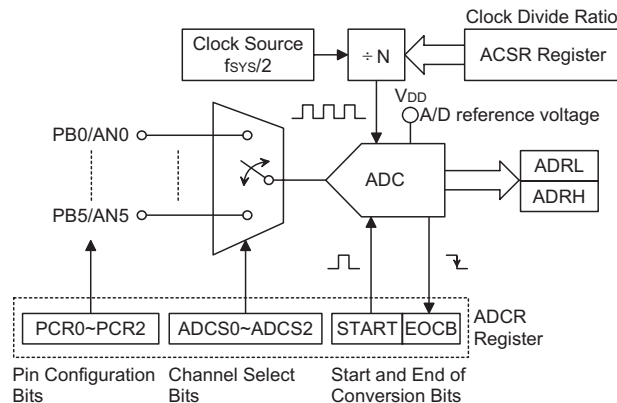 Clock Divide Ratio
Clock Source
fSYS/2
÷ N
ACSR Register
VDD
A/D reference voltage
PB0/AN0
ADC
ADRL
ADRH
PB5/AN5
PCR0~PCR2
ADCS0~ADCS2
START
EOCB
ADCR
Register
Pin Configuration
Bits
Channel Select
Bits
Start and End of
Conversion Bits